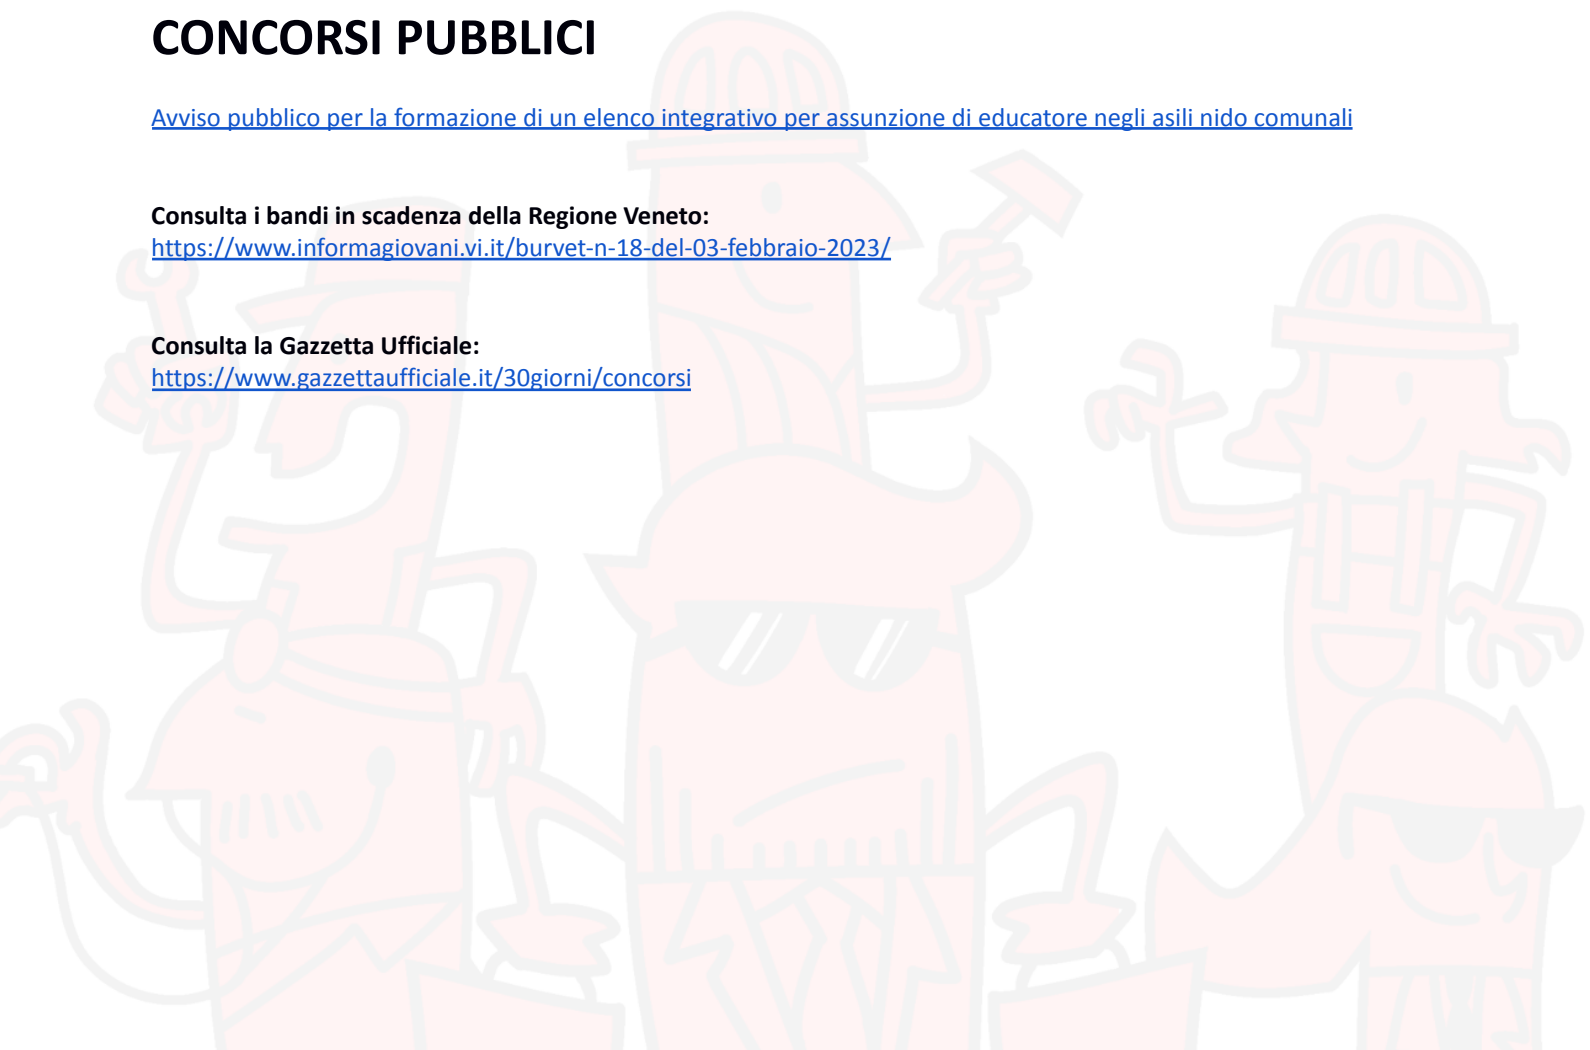 CONCORSI PUBBLICI
Avviso pubblico per la formazione di un elenco integrativo per assunzione di educatore negli asili nido comunali
Consulta i bandi in scadenza della Regione Veneto:
https://www.informagiovani.vi.it/burvet-n-18-del-03-febbraio-2023/
Consulta la Gazzetta Ufficiale:
https://www.gazzettaufficiale.it/30giorni/concorsi